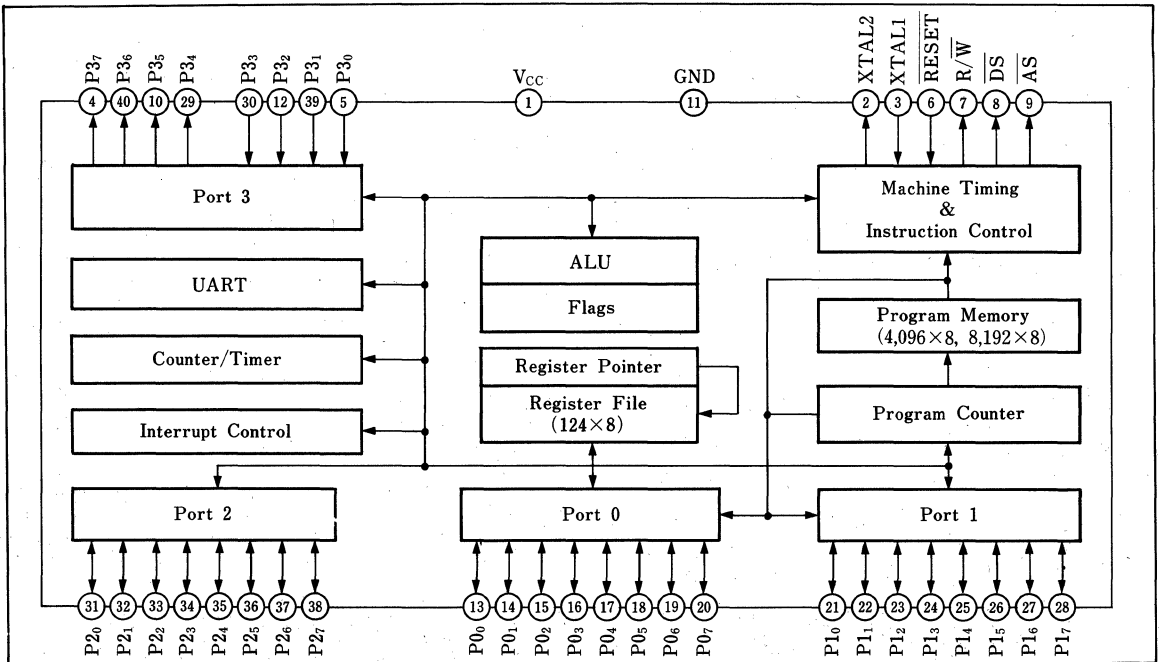 P3₇ P3₆ P3₅ P3₄ P3₃ P3₂ P3₁ P3₀ V_CC GND XTAL2 XTAL1 R̅E̅S̅E̅T̅ R/W̅ D̅S̅ A̅S̅
4 40 10 29 30 12 39 5 1 11 2 3 6 7 8 9
Port 3
Machine Timing
&
Instruction Control
ALU
Flags
UART
Program Memory
(4,096×8, 8,192×8)
Counter/Timer
Register Pointer
Register File
(124×8)
Program Counter
Interrupt Control
Port 2
Port 0
Port 1
31 32 33 34 35 36 37 38 13 14 15 16 17 18 19 20 21 22 23 24 25 26 27 28
P2₀ P2₁ P2₂ P2₃ P2₄ P2₅ P2₆ P2₇ P0₀ P0₁ P0₂ P0₃ P0₄ P0₅ P0₆ P0₇ P1₀ P1₁ P1₂ P1₃ P1₄ P1₅ P1₆ P1₇